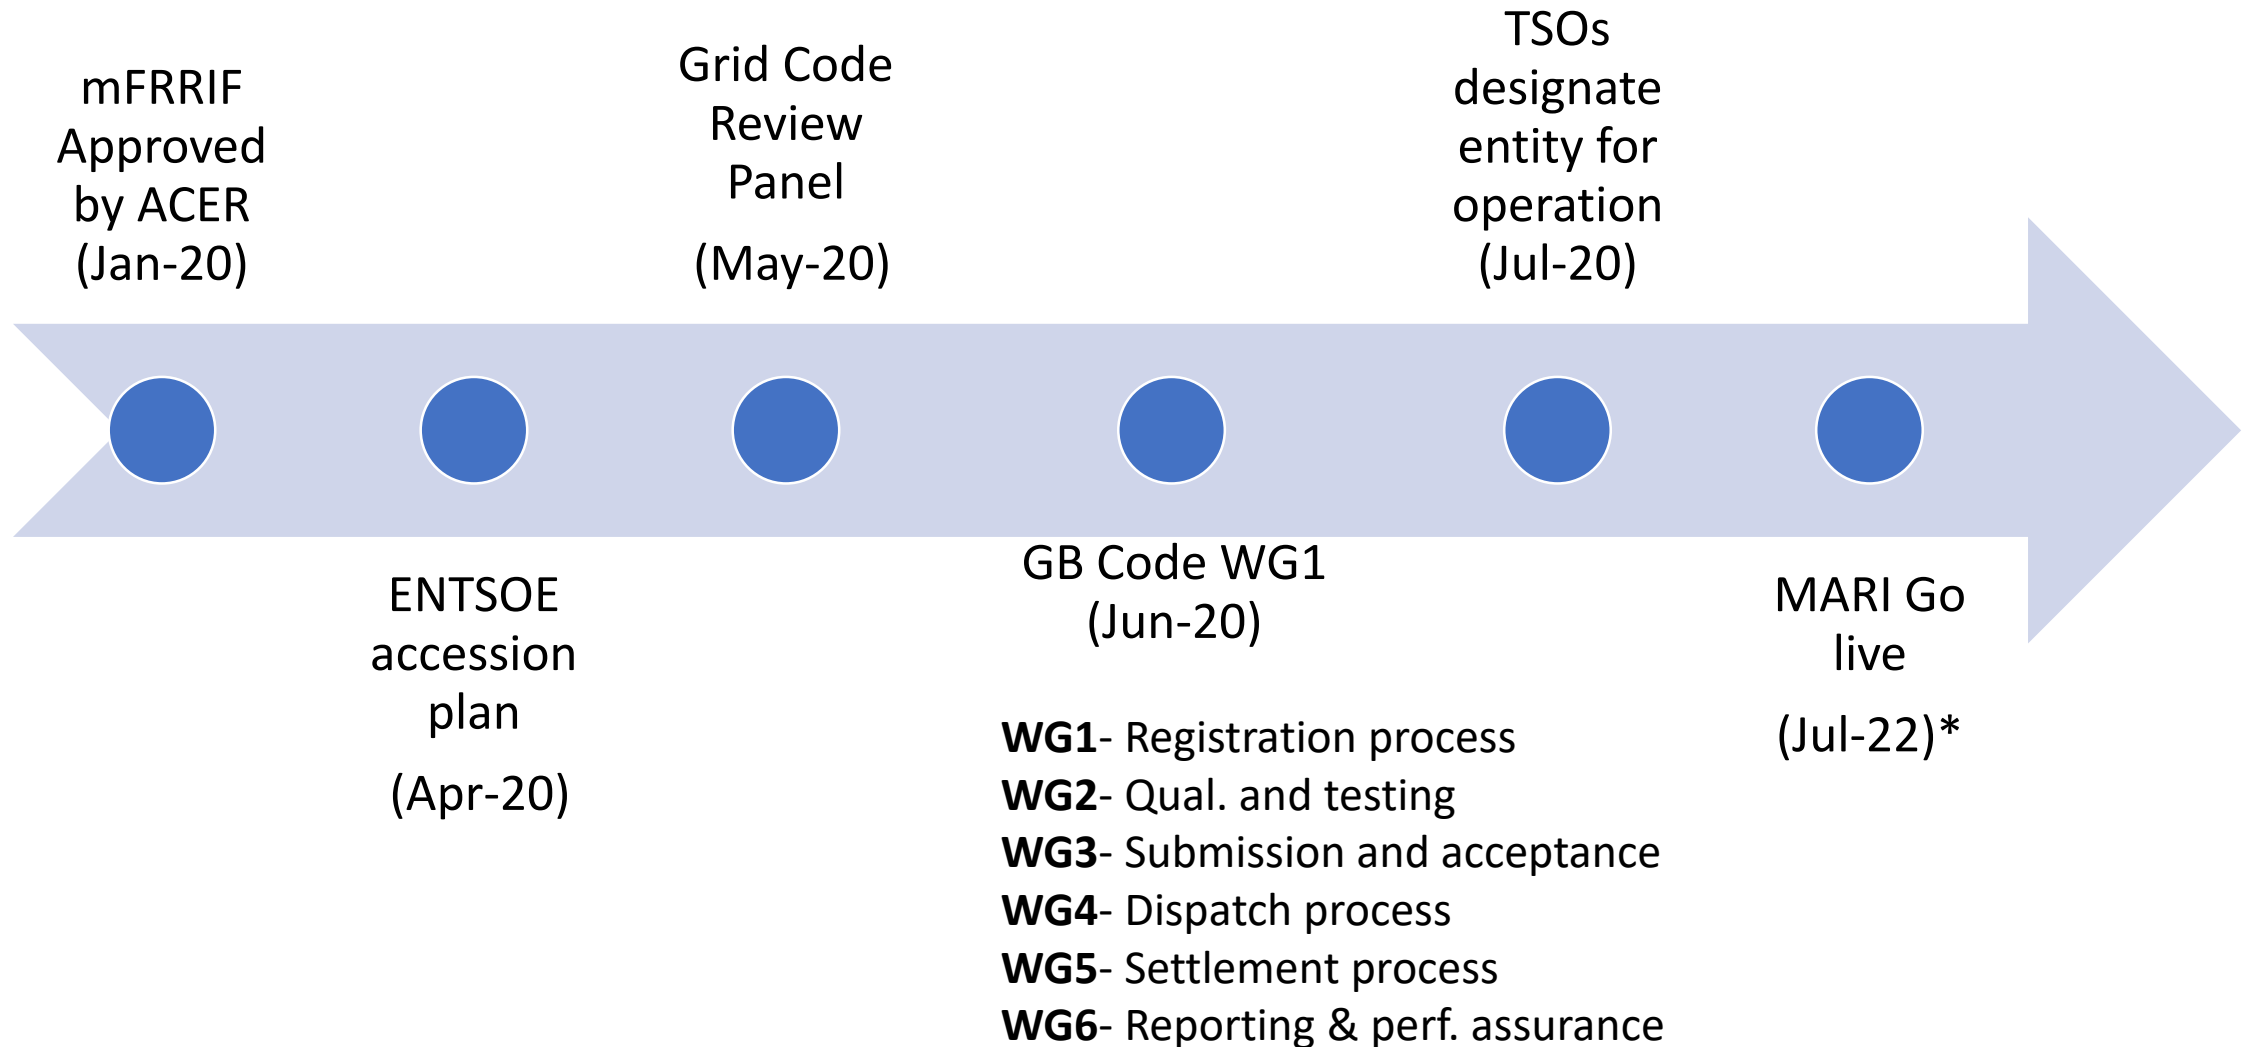 mFRRIF
Approved
by ACER
(Jan-20)
ENTSOE
accession
plan
(Apr-20)
Grid Code
Review
Panel
(May-20)
GB Code WG1
(Jun-20)
WG1- Registration process
WG2- Qual. and testing
WG3- Submission and acceptance
WG4- Dispatch process
WG5- Settlement process
WG6- Reporting & perf. assurance
TSOs
designate
entity for
operation
(Jul-20)
MARI Go
live
(Jul-22)*